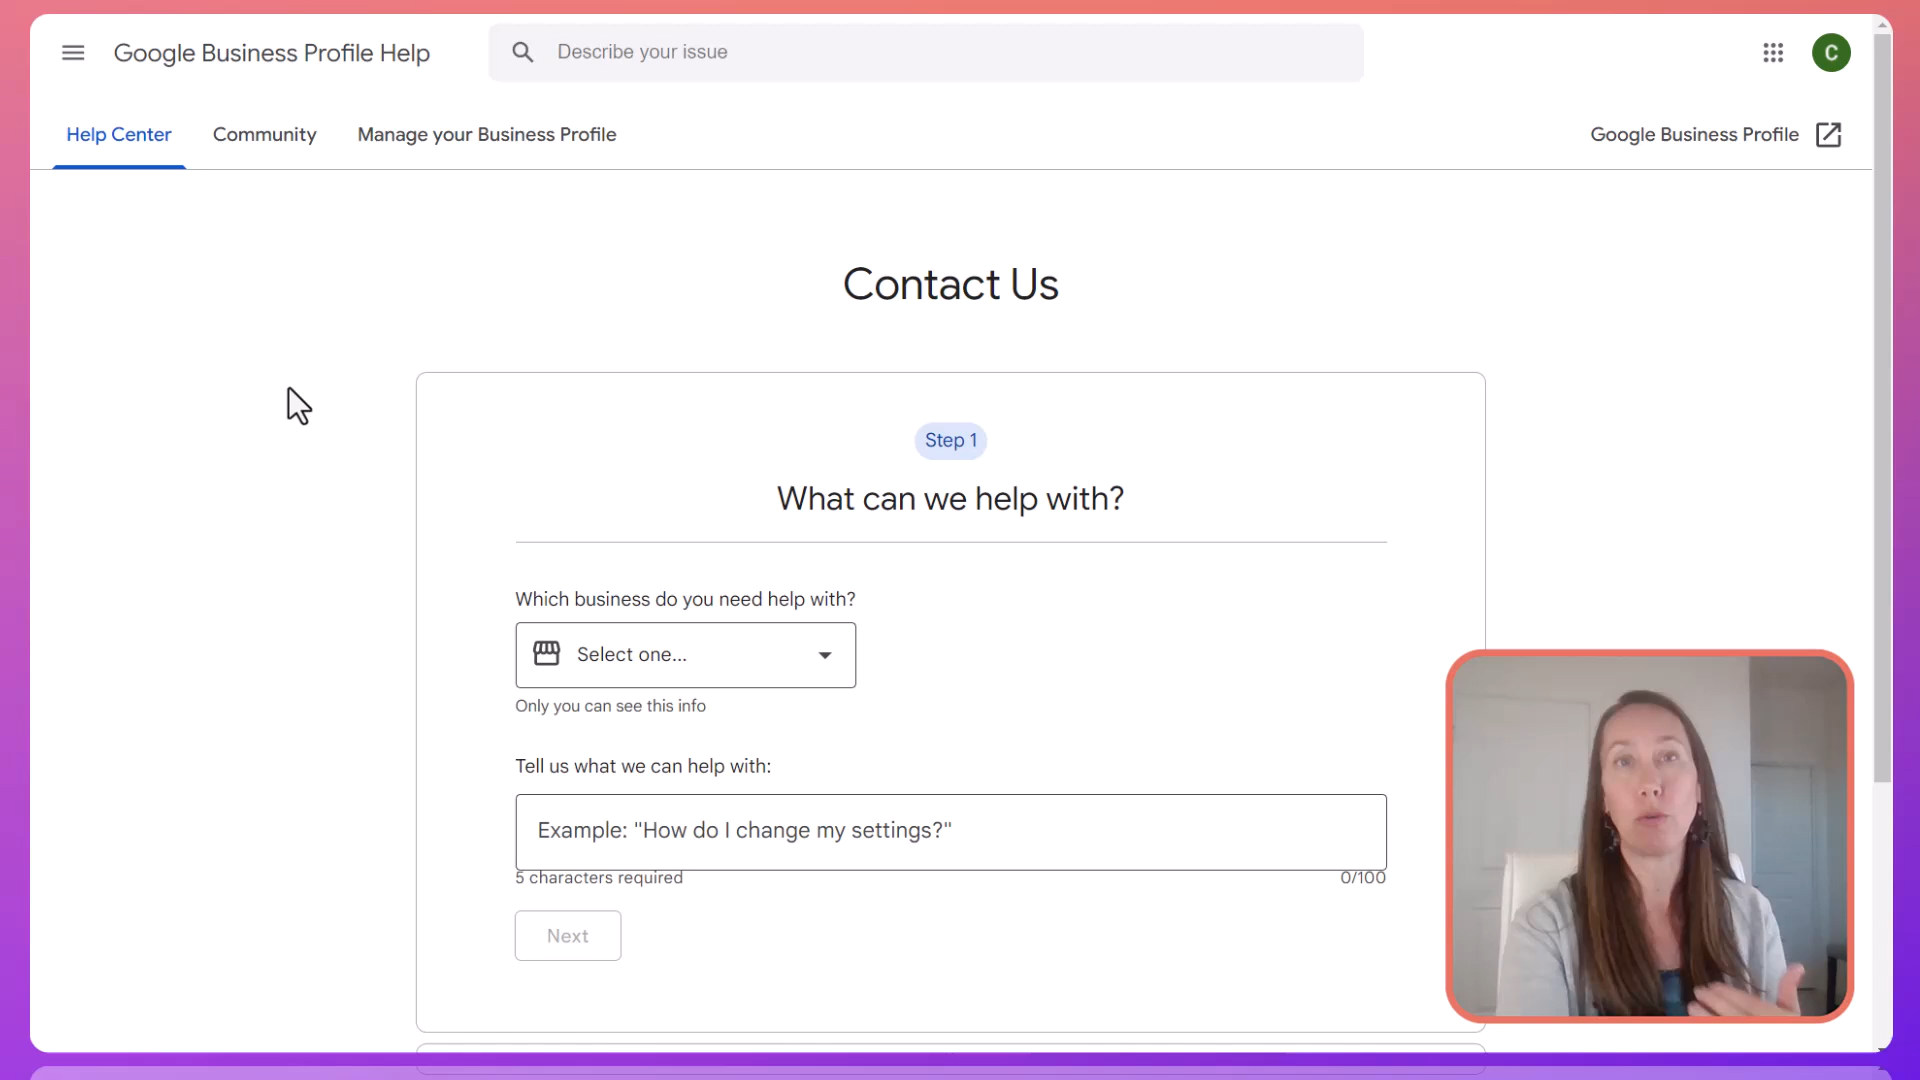 Google Business Profile Help
Describe your issue
C
Help Center
Community
Manage your Business Profile
Google Business Profile
Contact Us
Step 1
What can we help with?
Which business do you need help with?
Select one...
Only you can see this info
Tell us what we can help with:
Example: "How do I change my settings?"
5 characters required
0/100
Next